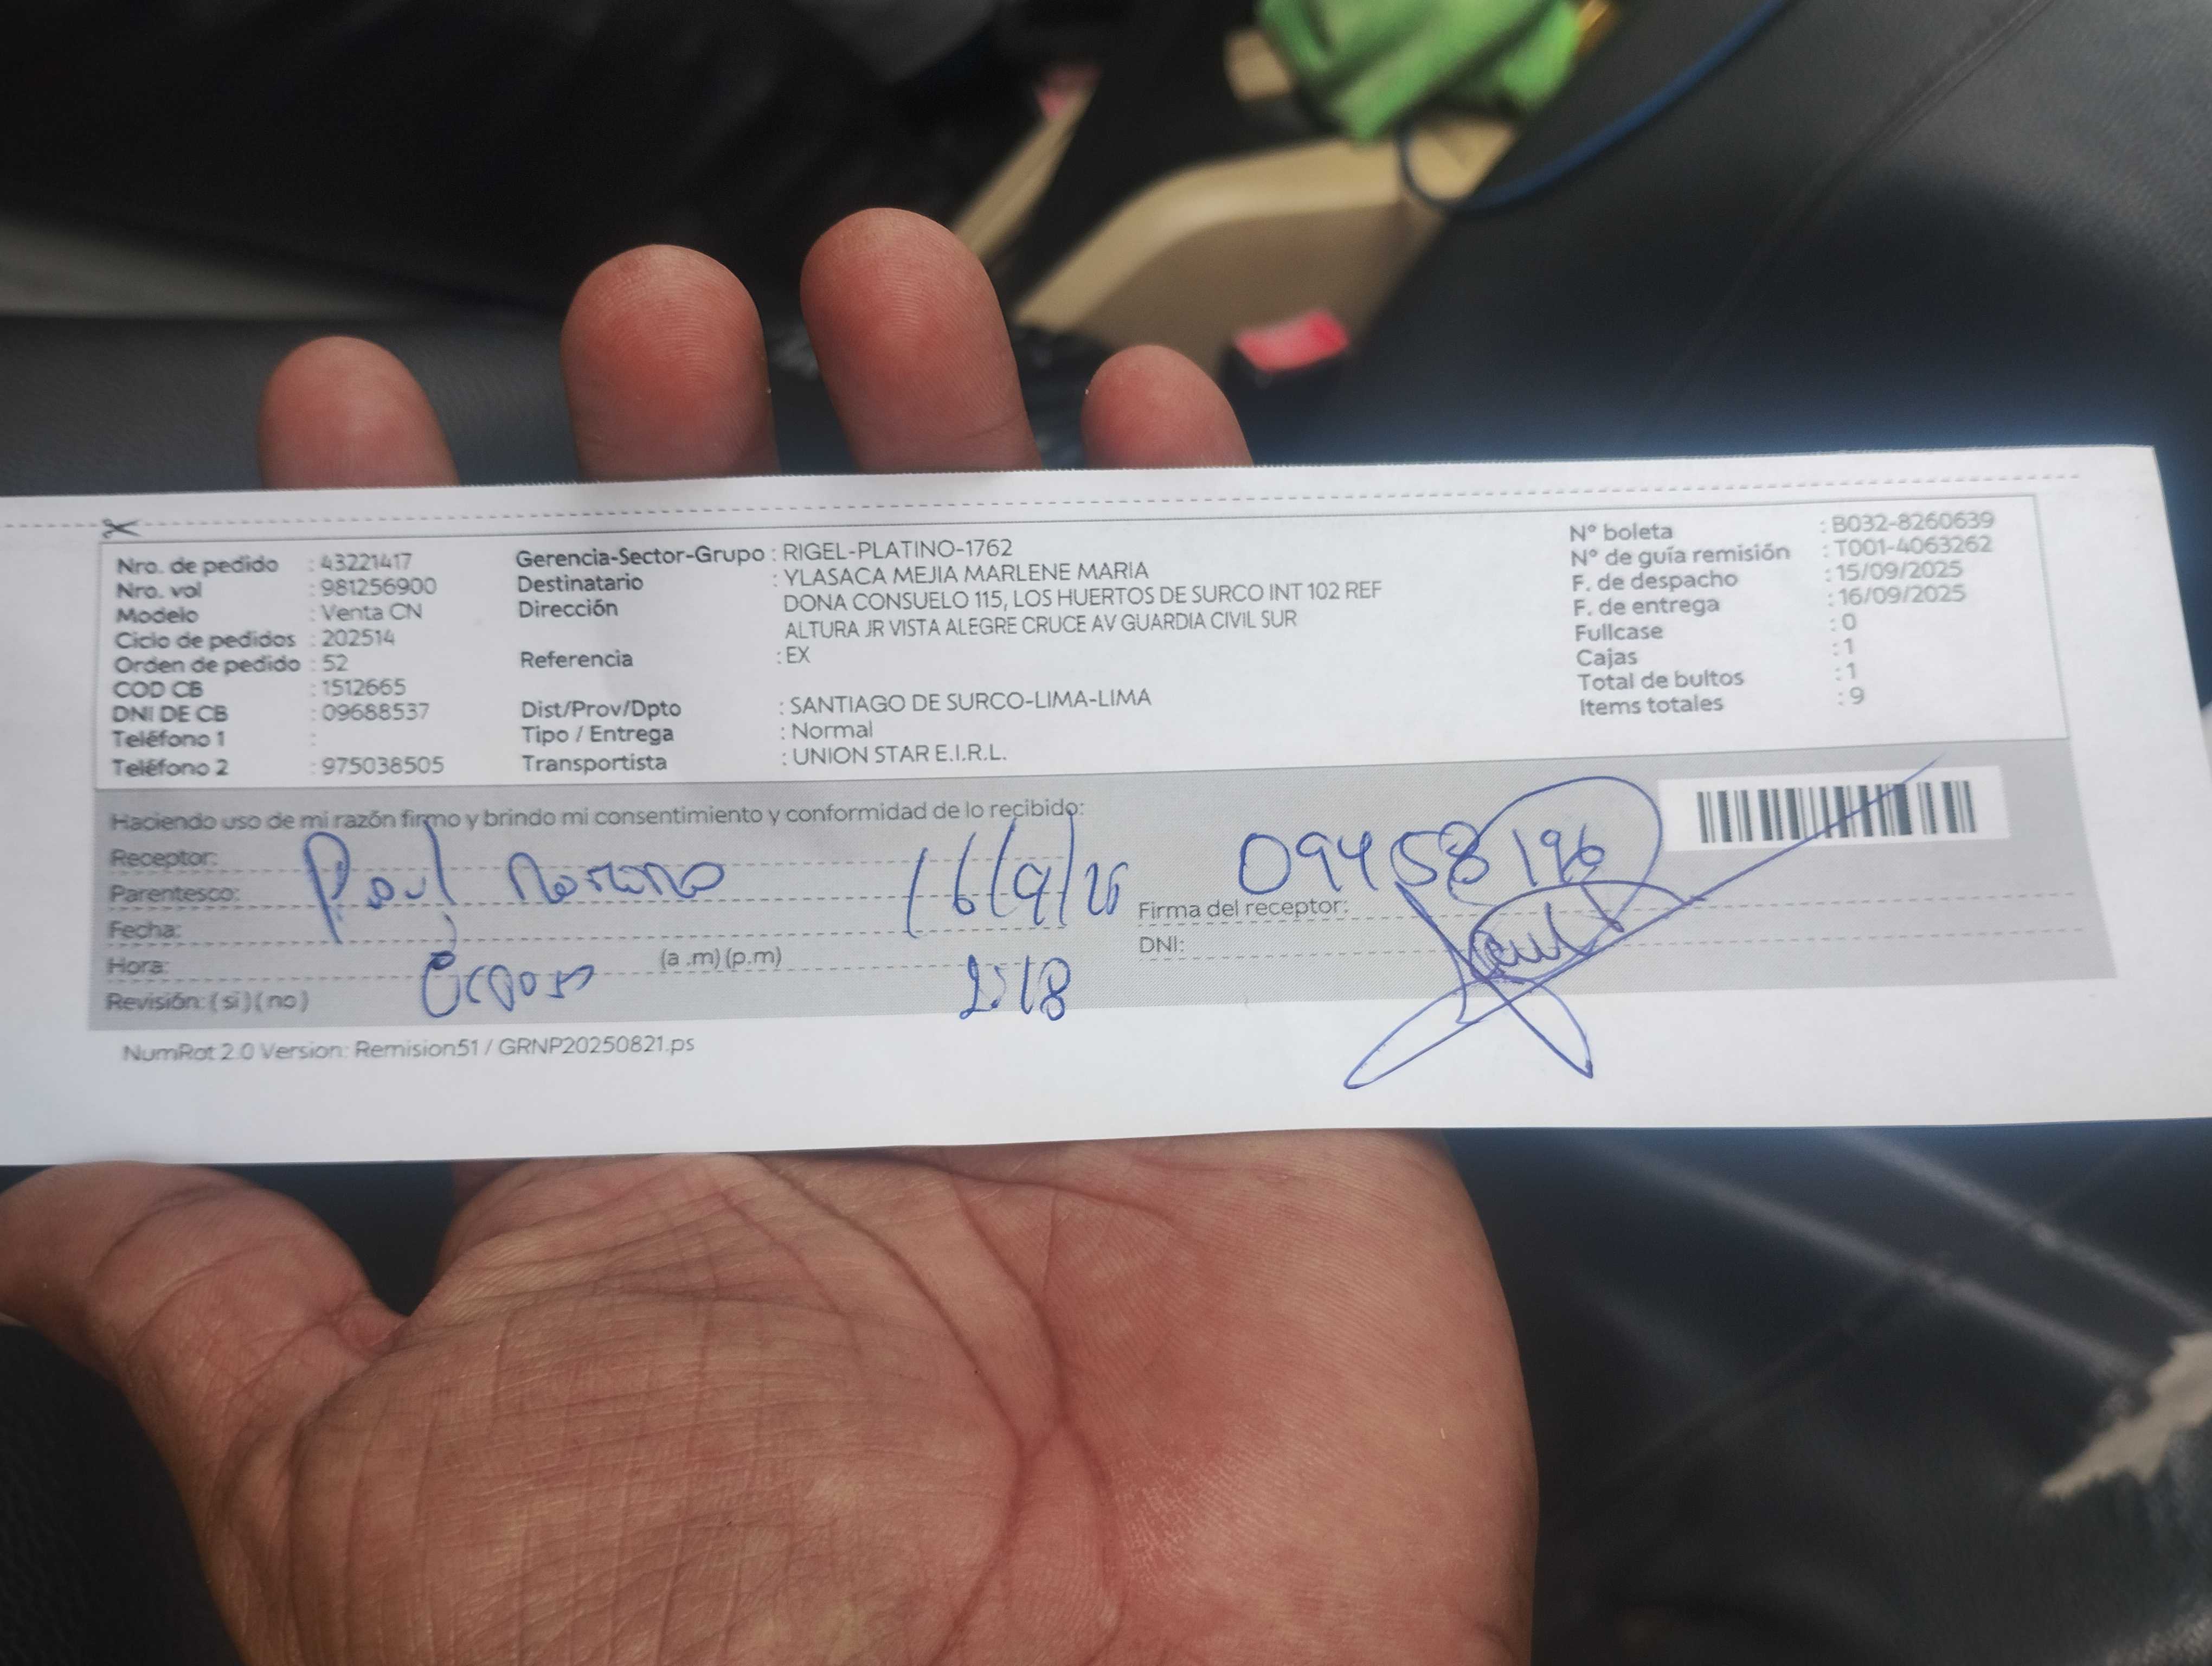 Nro. de pedido : 43221417
Nro. vol : 981256900
Modelo : Venta CN
Ciclo de pedidos : 202514
Orden de pedido : 52
COD CB : 1512665
DNI DE CB : 09688537
Teléfono 1 :
Teléfono 2 : 975038505
Gerencia-Sector-Grupo : RIGEL-PLATINO-1762
Destinatario : YLASACA MEJIA MARLENE MARIA
Dirección DONA CONSUELO 115, LOS HUERTOS DE SURCO INT 102 REF
ALTURA JR VISTA ALEGRE CRUCE AV GUARDIA CIVIL SUR
Referencia : EX
Dist/Prov/Dpto : SANTIAGO DE SURCO-LIMA-LIMA
Tipo / Entrega : Normal
Transportista : UNION STAR E.I.R.L.
N° boleta : B032-8260639
N° de guía remisión : T001-4063262
F. de despacho : 15/09/2025
F. de entrega : 16/09/2025
Fullcase : 0
Cajas : 1
Total de bultos : 1
Items totales : 9
Haciendo uso de mi razón firmo y brindo mi consentimiento y conformidad de lo recibido:
Receptor:
Parentesco: Paul 16/9/25 09458196
Fecha: Firma del receptor:
Hora: Esposo (a .m) (p.m) 2:18 DNI:
Revisión: ( si ) ( no )
NumRot 2.0 Version: Remision51 / GRNP20250821.ps